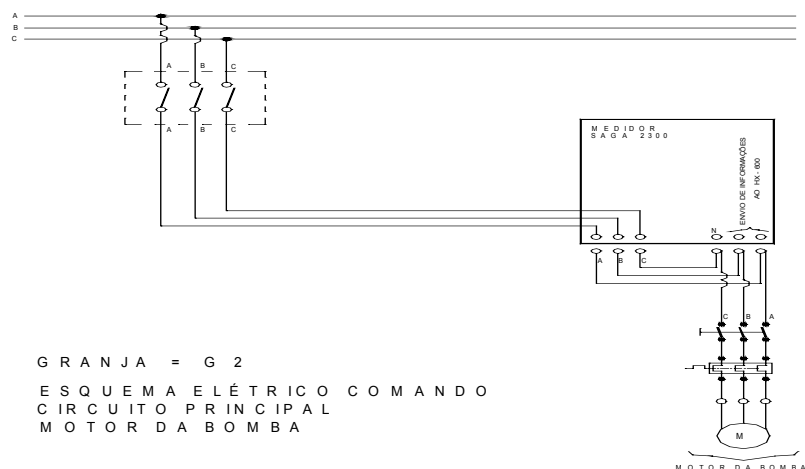 A
B
C
A B C
A B C
MEDIDOR
SAGA 2300
ENVIO DE INFORMAÇÕES
AO HX-600
N
A B C
C B A
GRANJA = G2
ESQUEMA ELÉTRICO COMANDO
CIRCUITO PRINCIPAL
MOTOR DA BOMBA
M
MOTOR DA BOMBA